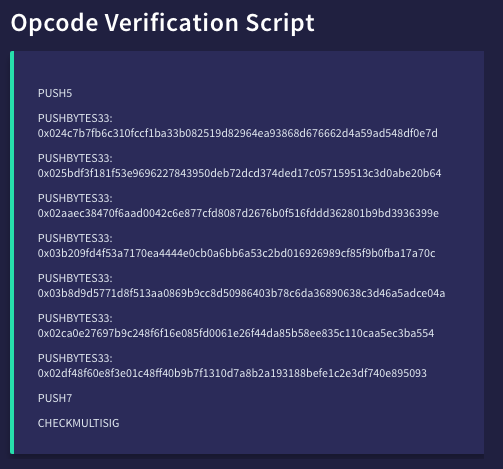 Opcode Verification Script
PUSH5
PUSHBYTES33:
0x024c7b7fb6c310fccf1ba33b082519d82964ea93868d676662d4a59ad548df0e7d
PUSHBYTES33:
0x025bdf3f181f53e9696227843950deb72dcd374ded17c057159513c3d0abe20b64
PUSHBYTES33:
0x02aaec38470f6aad0042c6e877cfd8087d2676b0f516fddd362801b9bd3936399e
PUSHBYTES33:
0x03b209fd4f53a7170ea4444e0cb0a6bb6a53c2bd016926989cf85f9b0fba17a70c
PUSHBYTES33:
0x03b8d9d5771d8f513aa0869b9cc8d50986403b78c6da36890638c3d46a5adce04a
PUSHBYTES33:
0x02ca0e27697b9c248f6f16e085fd0061e26f44da85b58ee835c110caa5ec3ba554
PUSHBYTES33:
0x02df48f60e8f3e01c48ff40b9b7f1310d7a8b2a193188befe1c2e3df740e895093
PUSH7
CHECKMULTISIG